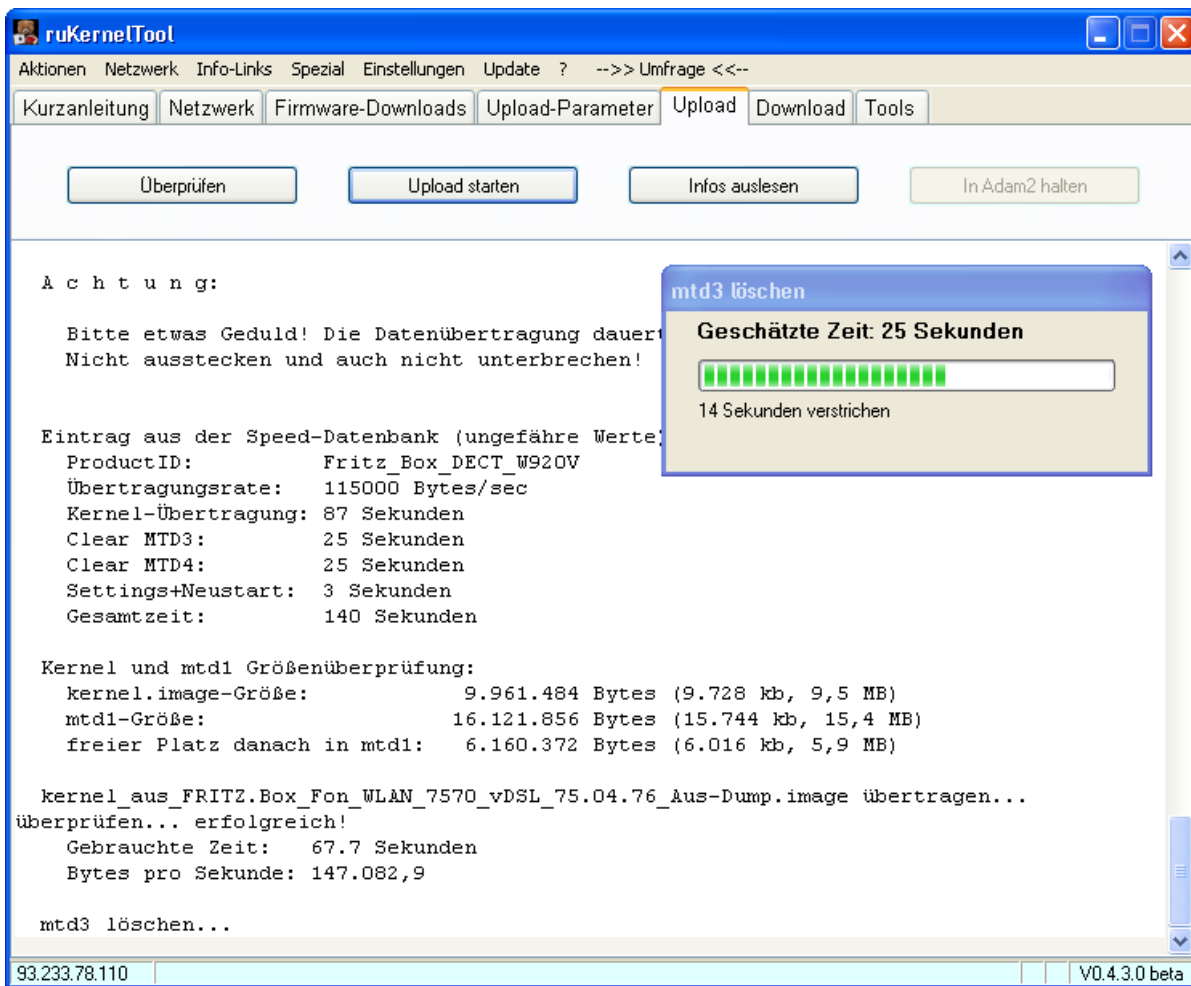 ruKernelTool
Aktionen Netzwerk Info-Links Spezial Einstellungen Update ? -->> Umfrage <<--
Kurzanleitung Netzwerk Firmware-Downloads Upload-Parameter Upload Download Tools
Überprüfen Upload starten Infos auslesen In Adam2 halten
A c h t u n g:
Bitte etwas Geduld! Die Datenübertragung dauert
Nicht ausstecken und auch nicht unterbrechen!
mtd3 löschen
Geschätzte Zeit: 25 Sekunden
14 Sekunden verstrichen
Eintrag aus der Speed-Datenbank (ungefähre Werte)
ProductID: Fritz_Box_DECT_W920V
Übertragungsrate: 115000 Bytes/sec
Kernel-Übertragung: 87 Sekunden
Clear MTD3: 25 Sekunden
Clear MTD4: 25 Sekunden
Settings+Neustart: 3 Sekunden
Gesamtzeit: 140 Sekunden
Kernel und mtd1 Größenüberprüfung:
kernel.image-Größe: 9.961.484 Bytes (9.728 kb, 9,5 MB)
mtd1-Größe: 16.121.856 Bytes (15.744 kb, 15,4 MB)
freier Platz danach in mtd1: 6.160.372 Bytes (6.016 kb, 5,9 MB)
kernel_aus_FRITZ.Box_Fon_WLAN_7570_vDSL_75.04.76_Aus-Dump.image übertragen...
überprüfen... erfolgreich!
Gebrauchte Zeit: 67.7 Sekunden
Bytes pro Sekunde: 147.082,9
mtd3 löschen...
93.233.78.110 V0.4.3.0 beta